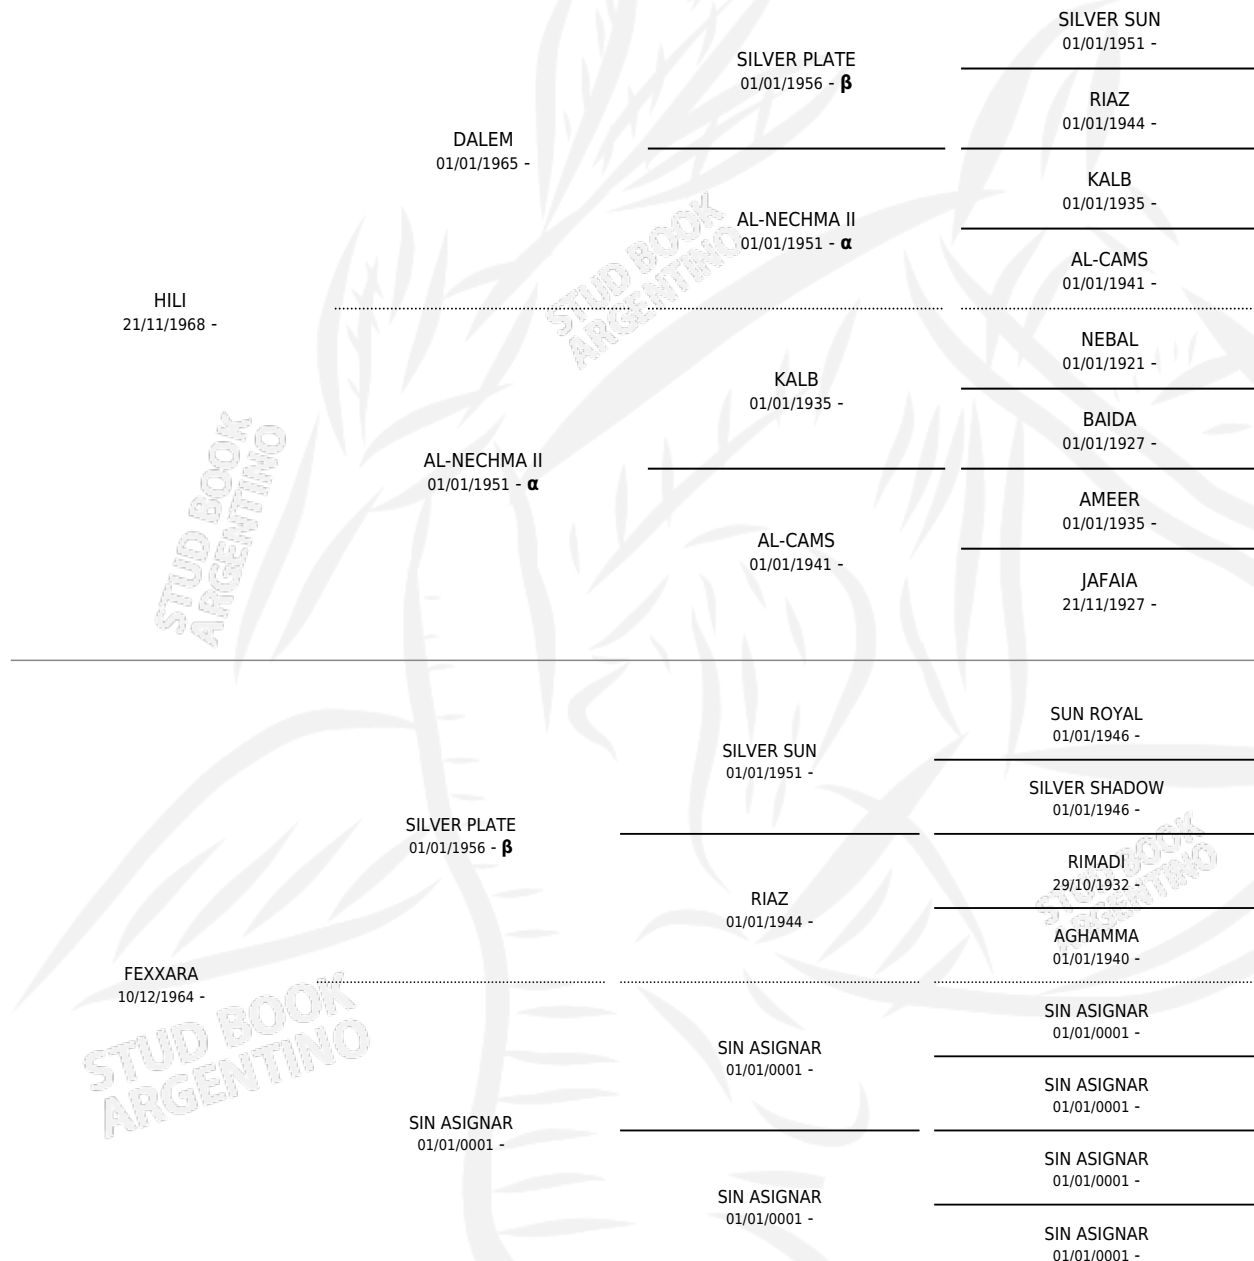 SILVER SUN
01/01/1951 -
SILVER PLATE
01/01/1956 - β
RIAZ
01/01/1944 -
DALEM
01/01/1965 -
KALB
01/01/1935 -
AL-NECHMA II
01/01/1951 - α
AL-CAMS
01/01/1941 -
HILI
21/11/1968 -
NEBAL
01/01/1921 -
KALB
01/01/1935 -
BAIDA
01/01/1927 -
AL-NECHMA II
01/01/1951 - α
AMEER
01/01/1935 -
AL-CAMS
01/01/1941 -
JAFAIA
21/11/1927 -
STUD BOOK
ARGENTINO
STUD BOOK
ARGENTINO
SUN ROYAL
01/01/1946 -
SILVER SUN
01/01/1951 -
SILVER SHADOW
01/01/1946 -
SILVER PLATE
01/01/1956 - β
RIMADI
29/10/1932 -
RIAZ
01/01/1944 -
AGHAMMA
01/01/1940 -
FEXXARA
10/12/1964 -
SIN ASIGNAR
01/01/0001 -
SIN ASIGNAR
01/01/0001 -
SIN ASIGNAR
01/01/0001 -
SIN ASIGNAR
01/01/0001 -
SIN ASIGNAR
01/01/0001 -
SIN ASIGNAR
01/01/0001 -
SIN ASIGNAR
01/01/0001 -
STUD BOOK
ARGENTINO
STUD BOOK
ARGENTINO